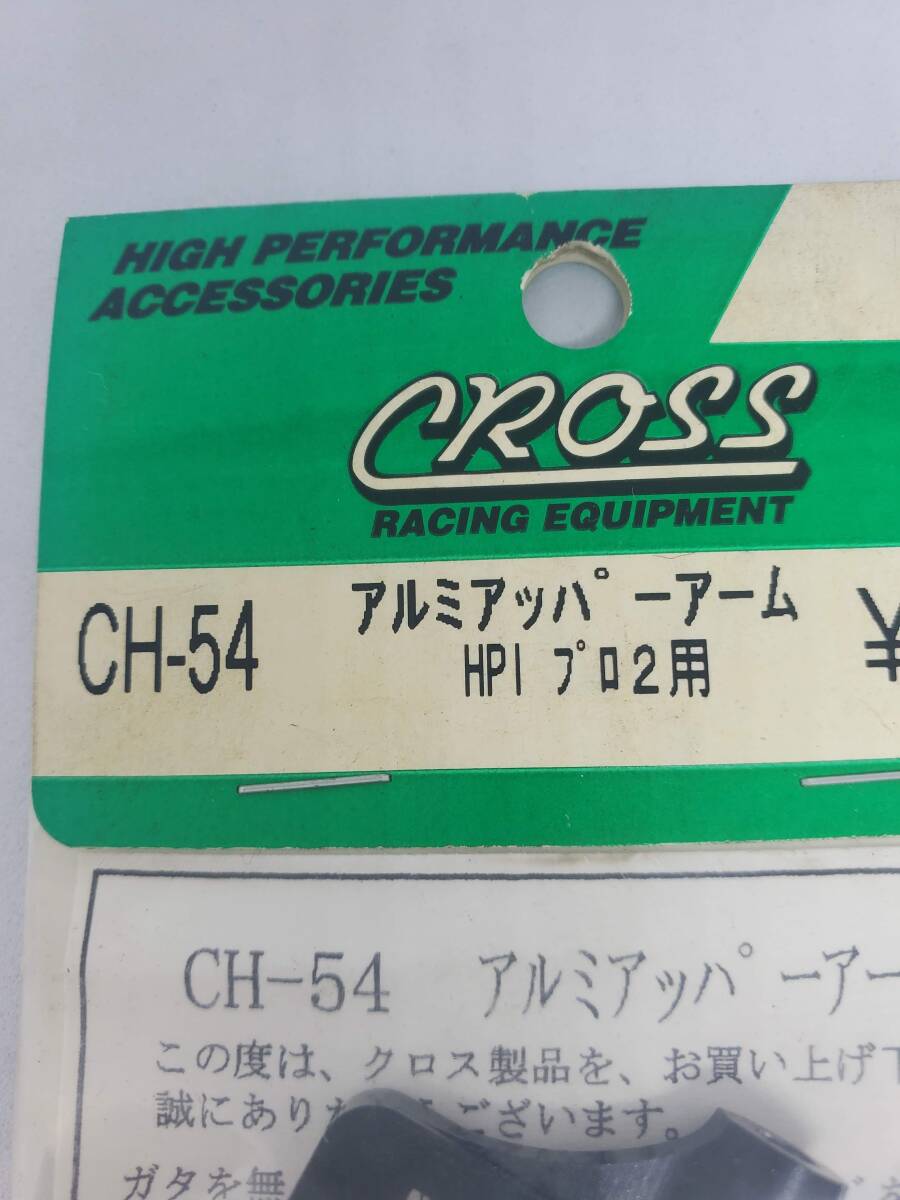 HIGH PERFORMANCE
ACCESSORIES
CROSS
RACING EQUIPMENT
CH-54
アルミアッパーアーム
¥
HPI プロ2用
CH-54 アルミアッパーアー
この度は、クロス製品を、お買い上げ
誠にあり
ございます。
ガタを無